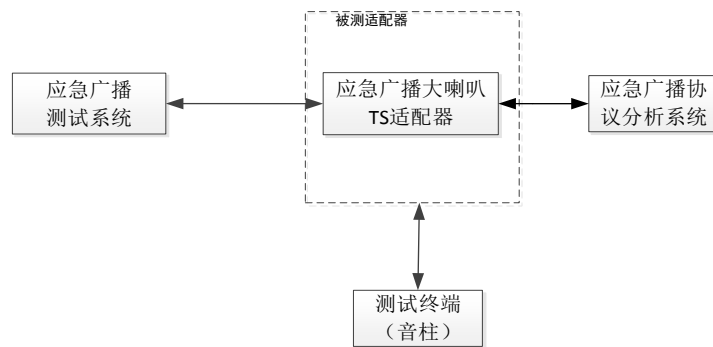 被测适配器
应急广播
测试系统
应急广播大喇叭
TS适配器
应急广播协
议分析系统
测试终端
（音柱）